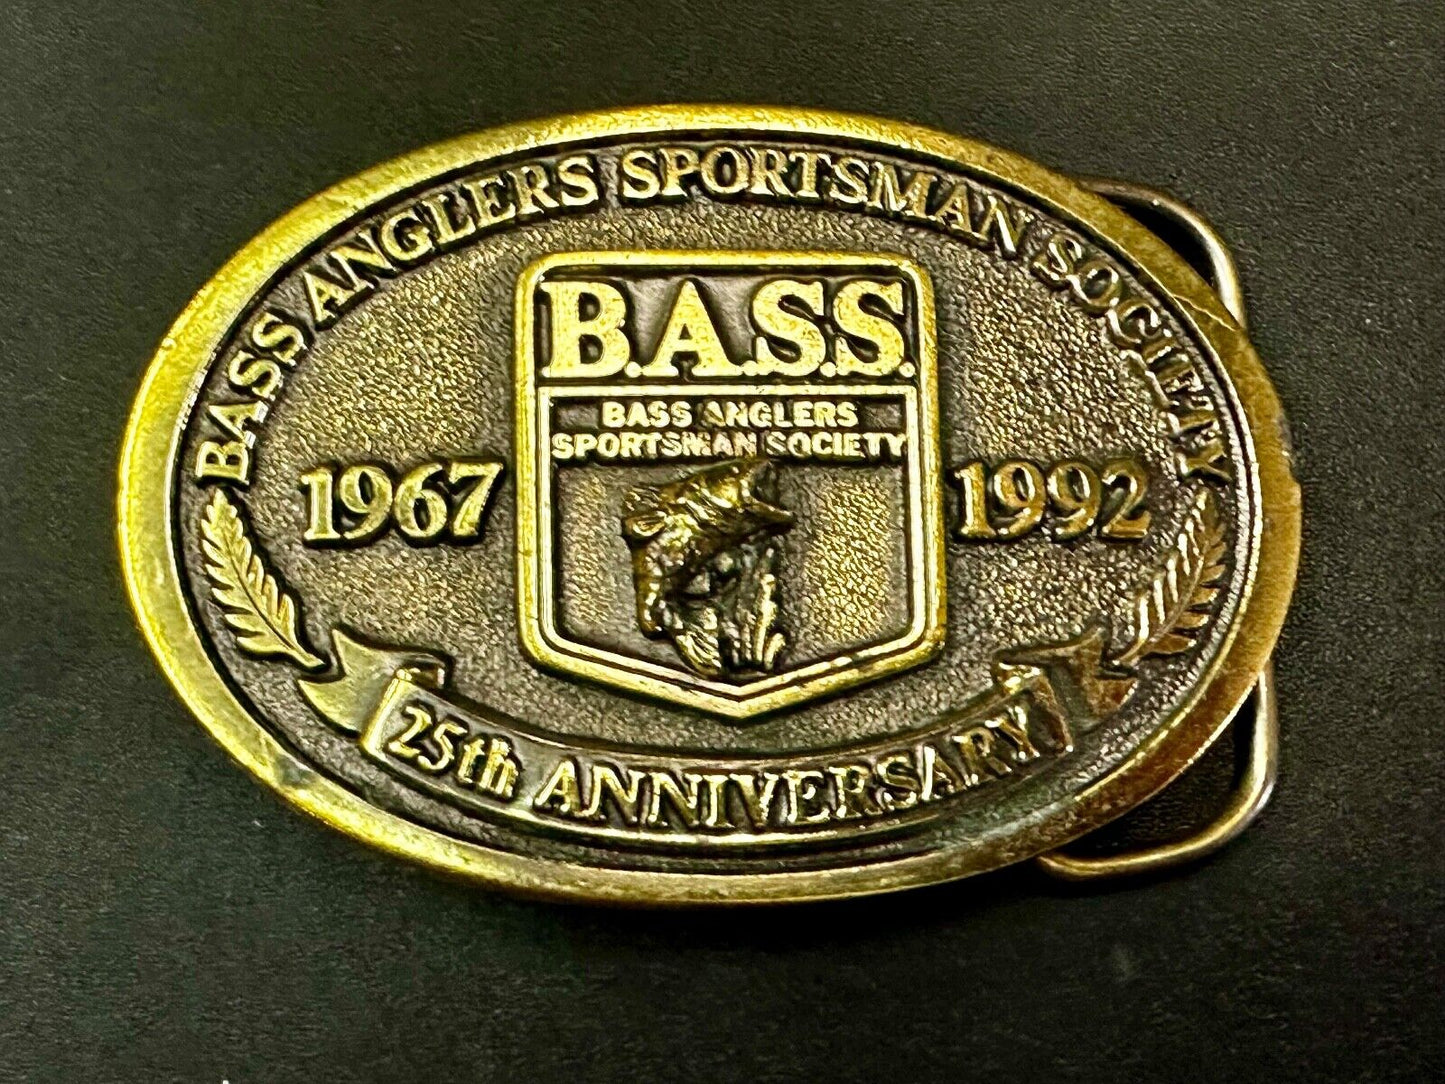 BASS ANGLERS SPORTSMAN SOCIETY
B.A.S.S.
BASS ANGLERS
SPORTSMAN SOCIETY
1967
1992
25th ANNIVERSARY